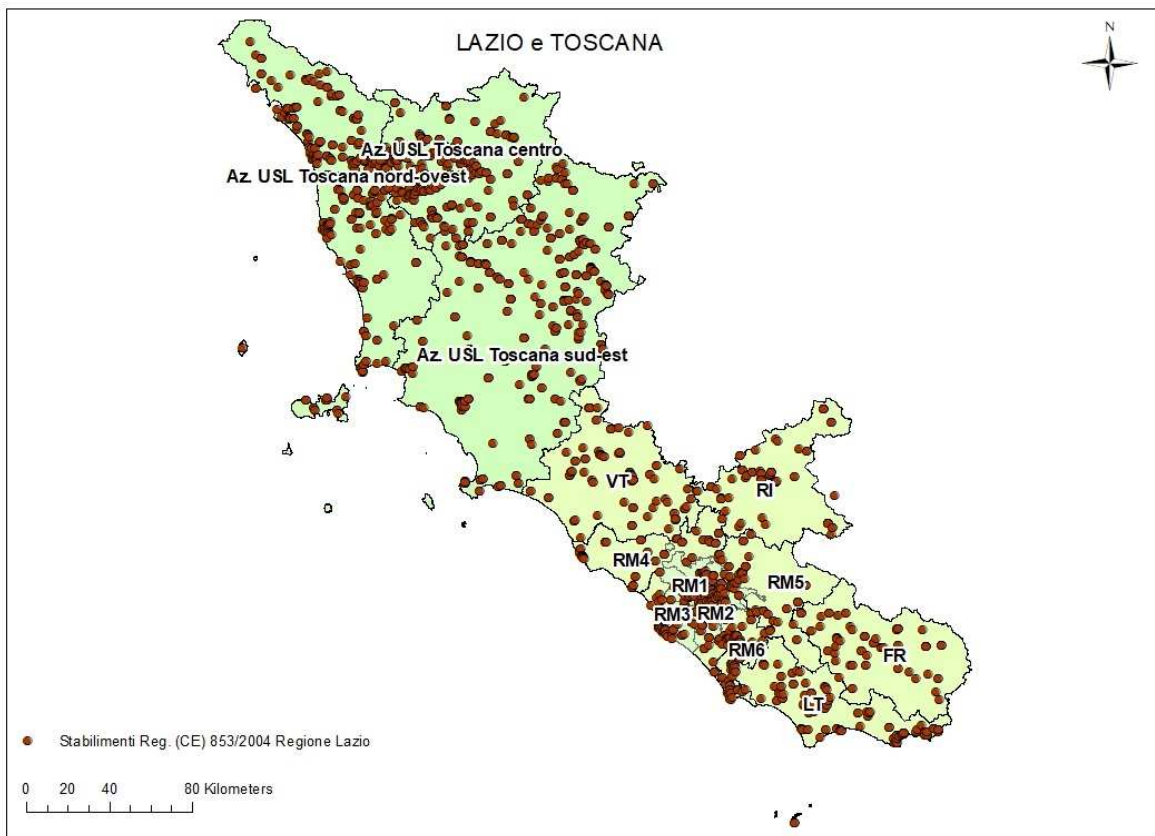 LAZIO e TOSCANA
N
Az. USL Toscana centro
Az. USL Toscana nord-ovest
Az. USL Toscana sud-est
VT
RI
RM4
RM1
RM5
RM3
RM2
RM6
FR
LT
Stabilimenti Reg. (CE) 853/2004 Regione Lazio
0 20 40 80 Kilometers